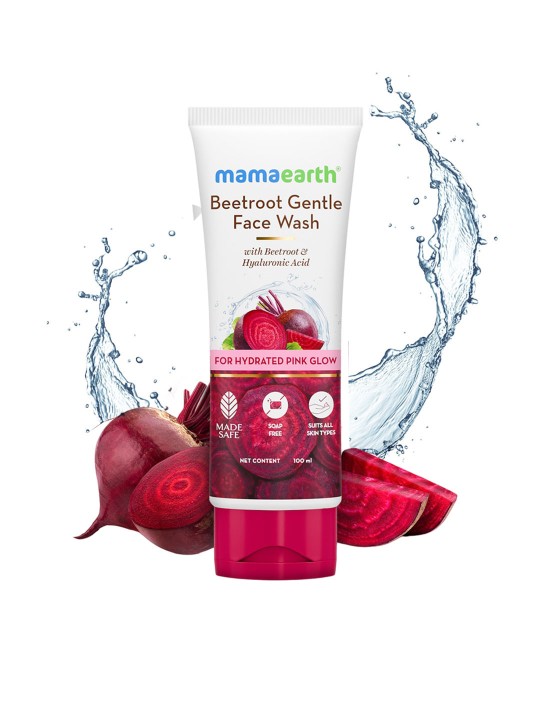 mamaearth®
Beetroot Gentle
Face Wash
with Beetroot &
Hyaluronic Acid
FOR HYDRATED PINK GLOW
MADE
SAFE
SOAP
FREE
SUITS ALL
SKIN TYPES
NET CONTENT 100 ml